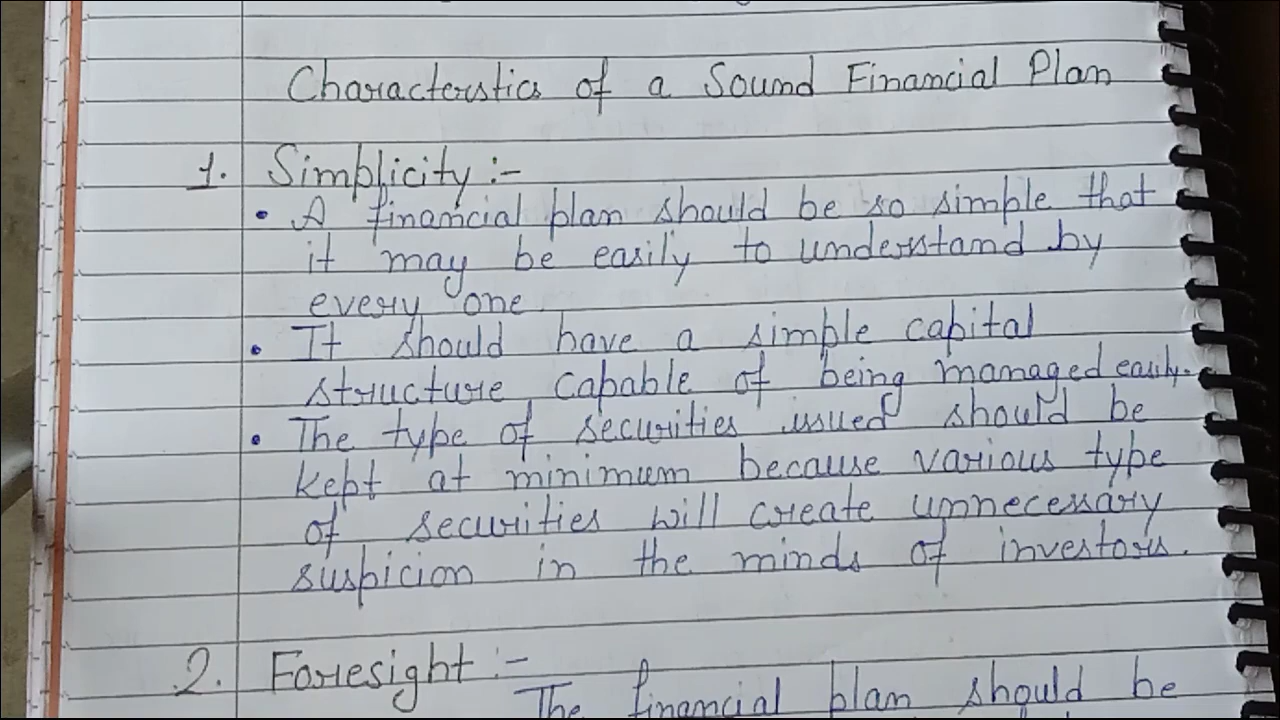 Characterstics of a Sound Financial Plan
1. Simplicity :-
• A financial plan should be so simple that
it may be easily to understand by
every one
• It should have a simple capital
structure, capable of being managed easily.
• The type of securities issued should be
kept at minimum because various type
of securities will create unnecessary
suspicion in the minds of investors.
2. Foresight :-
The financial plan should be